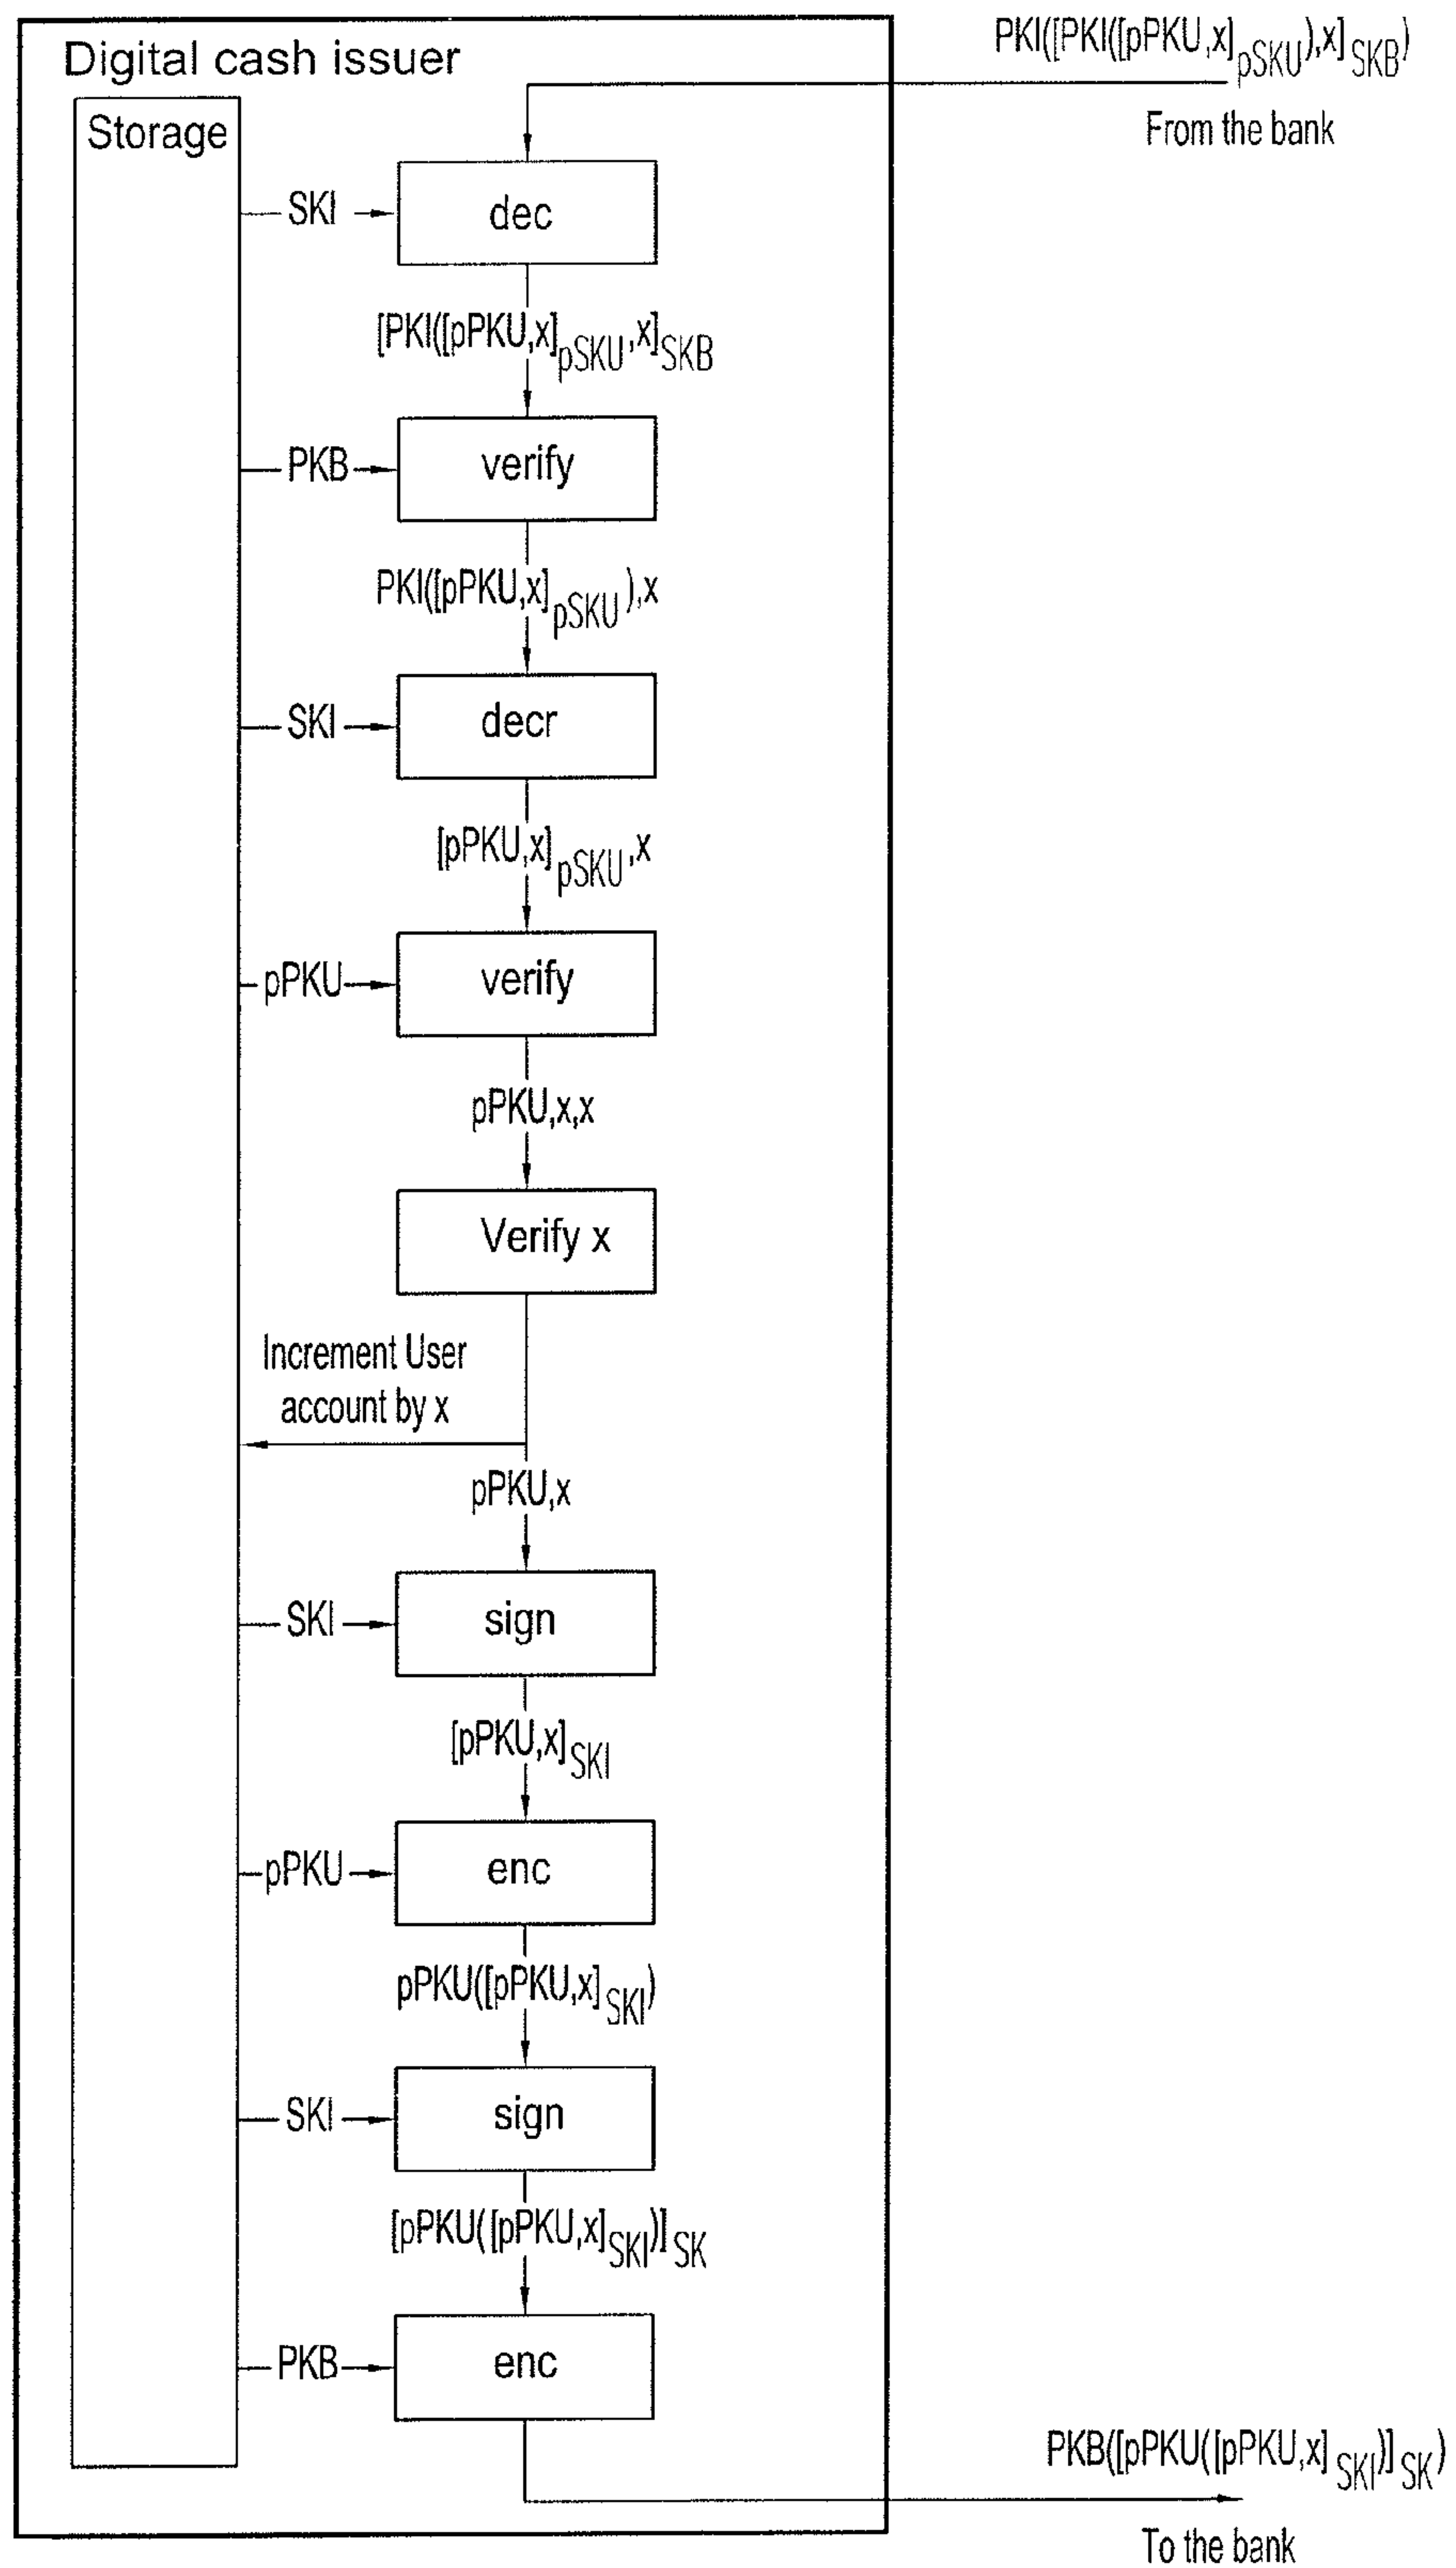 Digital cash issuer
PKI([PKI([pPKU,x]pSKU),x]SKB)
From the bank
Storage
SKI
dec
[PKI([pPKU,x]pSKU,x]SKB
PKB
verify
PKI([pPKU,x]pSKU),x
SKI
decr
[pPKU,x]pSKU,x
pPKU
verify
pPKU,x,x
Verify x
Increment User
account by x
pPKU,x
SKI
sign
[pPKU,x]SKI
pPKU
enc
pPKU([pPKU,x]SKI)
SKI
sign
[pPKU([pPKU,x]SKI)]SK
PKB
enc
PKB([pPKU([pPKU,x]SKI)]SK)
To the bank